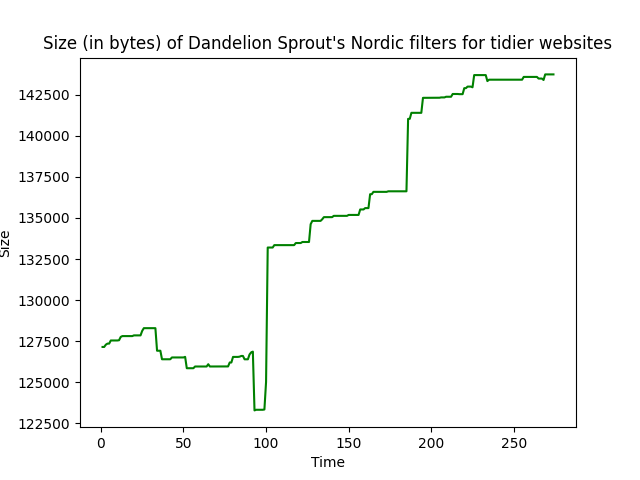 Size (in bytes) of Dandelion Sprout's Nordic filters for tidier websites
142500
140000
137500
135000
132500
130000
127500
125000
122500
Size
0 50 100 150 200 250
Time